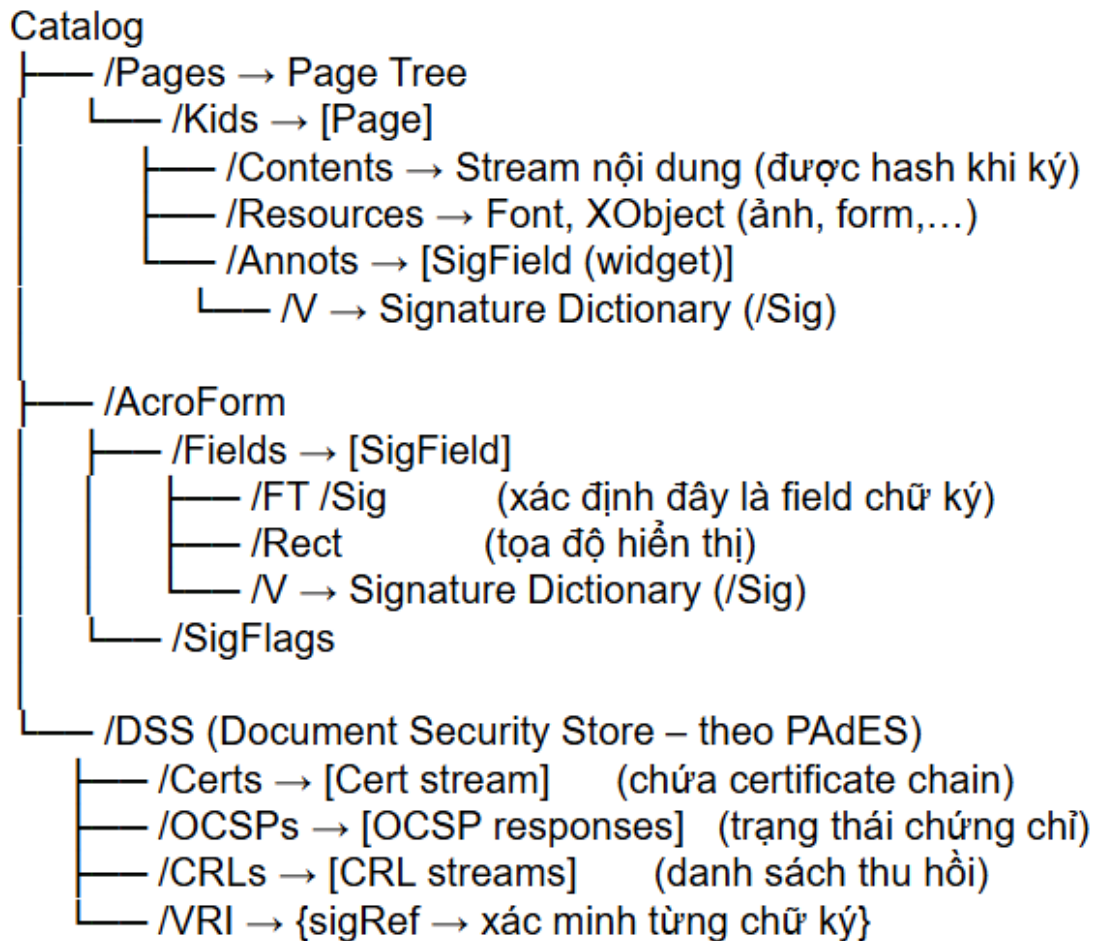 Catalog
├── /Pages → Page Tree
│   └── /Kids → [Page]
│       ├── /Contents → Stream nội dung (được hash khi ký)
│       ├── /Resources → Font, XObject (ảnh, form,…)
│       └── /Annots → [SigField (widget)]
│           └── /V → Signature Dictionary (/Sig)
│
├── /AcroForm
│   ├── /Fields → [SigField]
│   │   ├── /FT /Sig (xác định đây là field chữ ký)
│   │   ├── /Rect (tọa độ hiển thị)
│   │   └── /V → Signature Dictionary (/Sig)
│   └── /SigFlags
│
└── /DSS (Document Security Store – theo PAdES)
    ├── /Certs → [Cert stream] (chứa certificate chain)
    ├── /OCSPs → [OCSP responses] (trạng thái chứng chỉ)
    ├── /CRLs → [CRL streams] (danh sách thu hồi)
    └── /VRI → {sigRef → xác minh từng chữ ký}